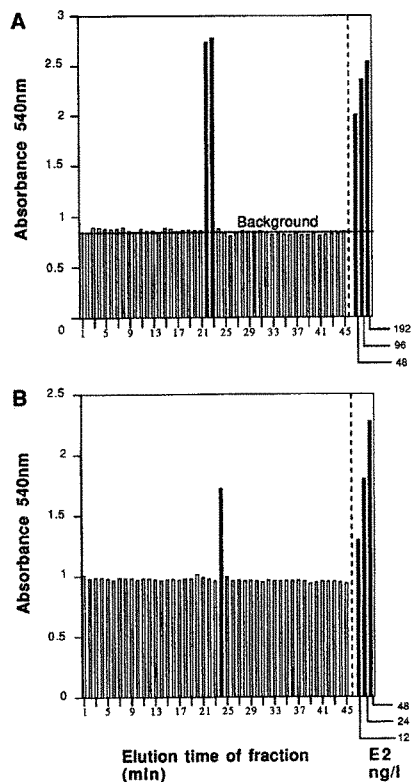 A
Absorbance 540nm
3
2.5
2
1.5
1
0.5
0
Background
1 5 9 13 17 21 25 29 33 37 41 45
192
96
48
B
Absorbance 540nm
2.5
2
1.5
1
0.5
0
1 5 9 13 17 21 25 29 33 37 41 45
48
24
12
Elution time of fraction
(min)
E2
ng/l